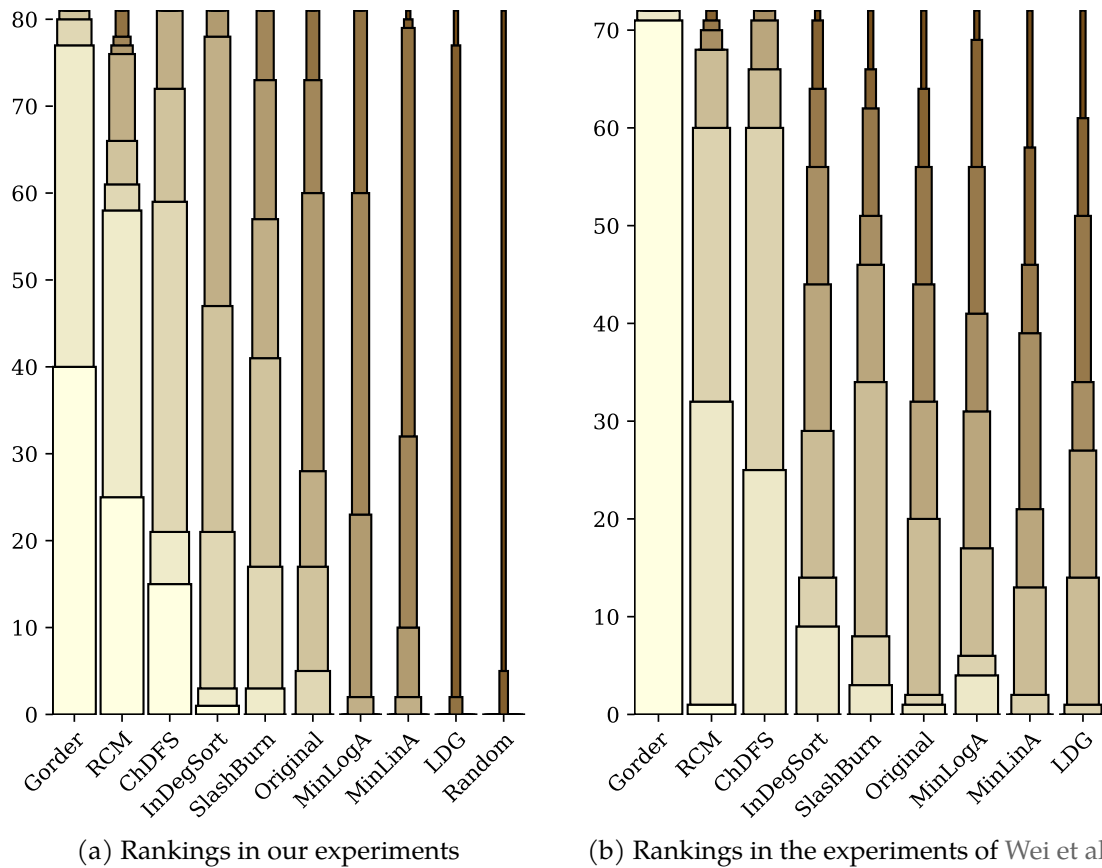 80
70
60
50
40
30
20
10
0
Gorder
RCM
ChDFS
InDegSort
SlashBurn
Original
MinLogA
MinLinA
LDG
Random
(a) Rankings in our experiments
70
60
50
40
30
20
10
0
Gorder
RCM
ChDFS
InDegSort
SlashBurn
Original
MinLogA
MinLinA
LDG
(b) Rankings in the experiments of Wei et al